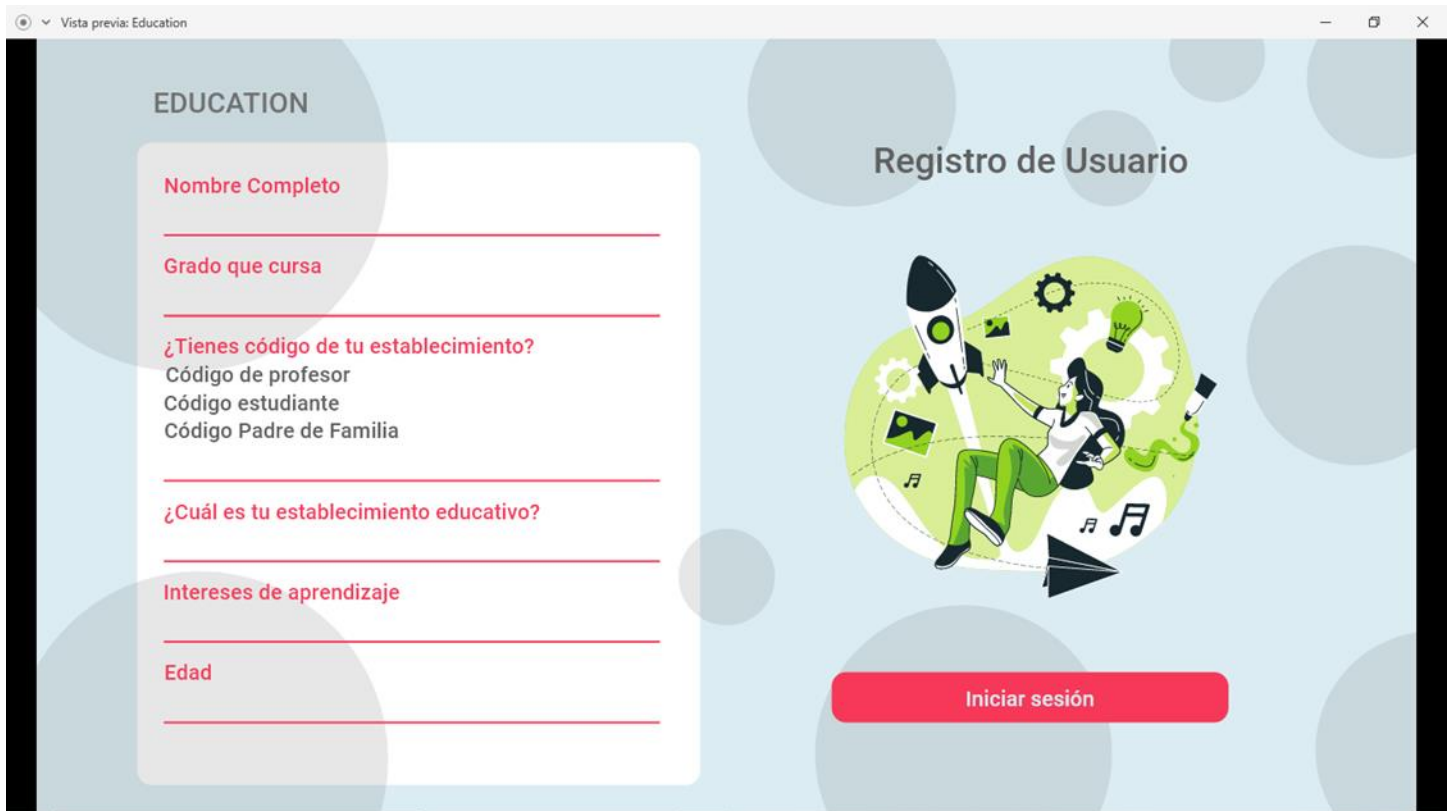 Vista previa: Education
EDUCATION
Nombre Completo
Grado que cursa
¿Tienes código de tu establecimiento?
Código de profesor
Código estudiante
Código Padre de Familia
¿Cuál es tu establecimiento educativo?
Intereses de aprendizaje
Edad
Registro de Usuario
Iniciar sesión